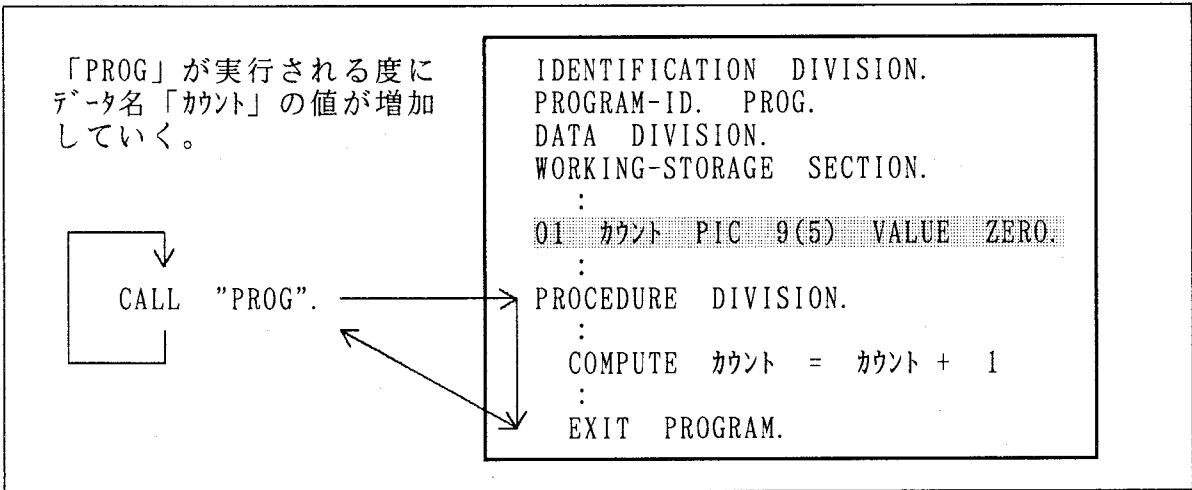 「PROG」が実行される度に
ﾃﾞｰﾀ名「ｶｳﾝﾄ」の値が増加
していく。
CALL "PROG".
IDENTIFICATION DIVISION.
PROGRAM-ID. PROG.
DATA DIVISION.
WORKING-STORAGE SECTION.
:
01 ｶｳﾝﾄ PIC 9(5) VALUE ZERO.
:
PROCEDURE DIVISION.
:
COMPUTE ｶｳﾝﾄ = ｶｳﾝﾄ + 1
:
EXIT PROGRAM.